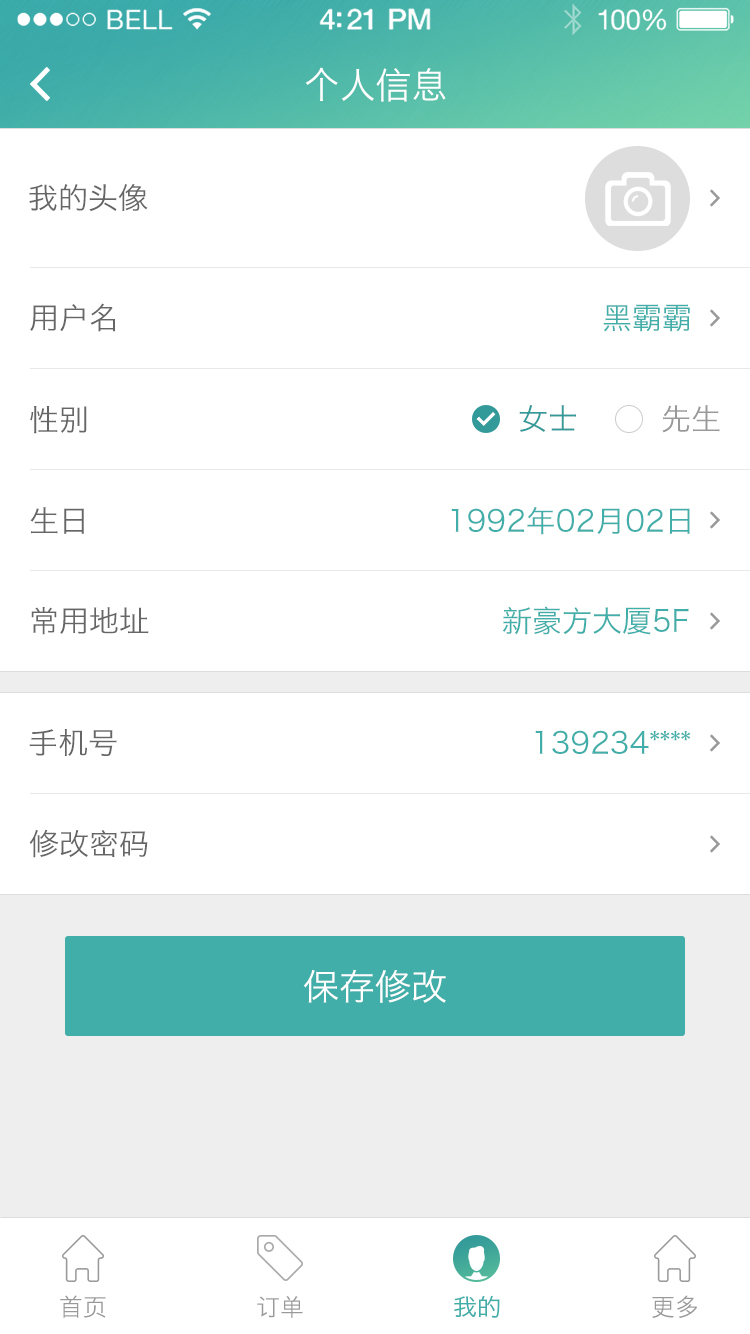 BELL 4:21 PM 100%
个人信息
我的头像
用户名 黑霸霸
性别 女士 先生
生日 1992年02月02日
常用地址 新豪方大厦5F
手机号 139234****
修改密码
保存修改
首页 订单 我的 更多